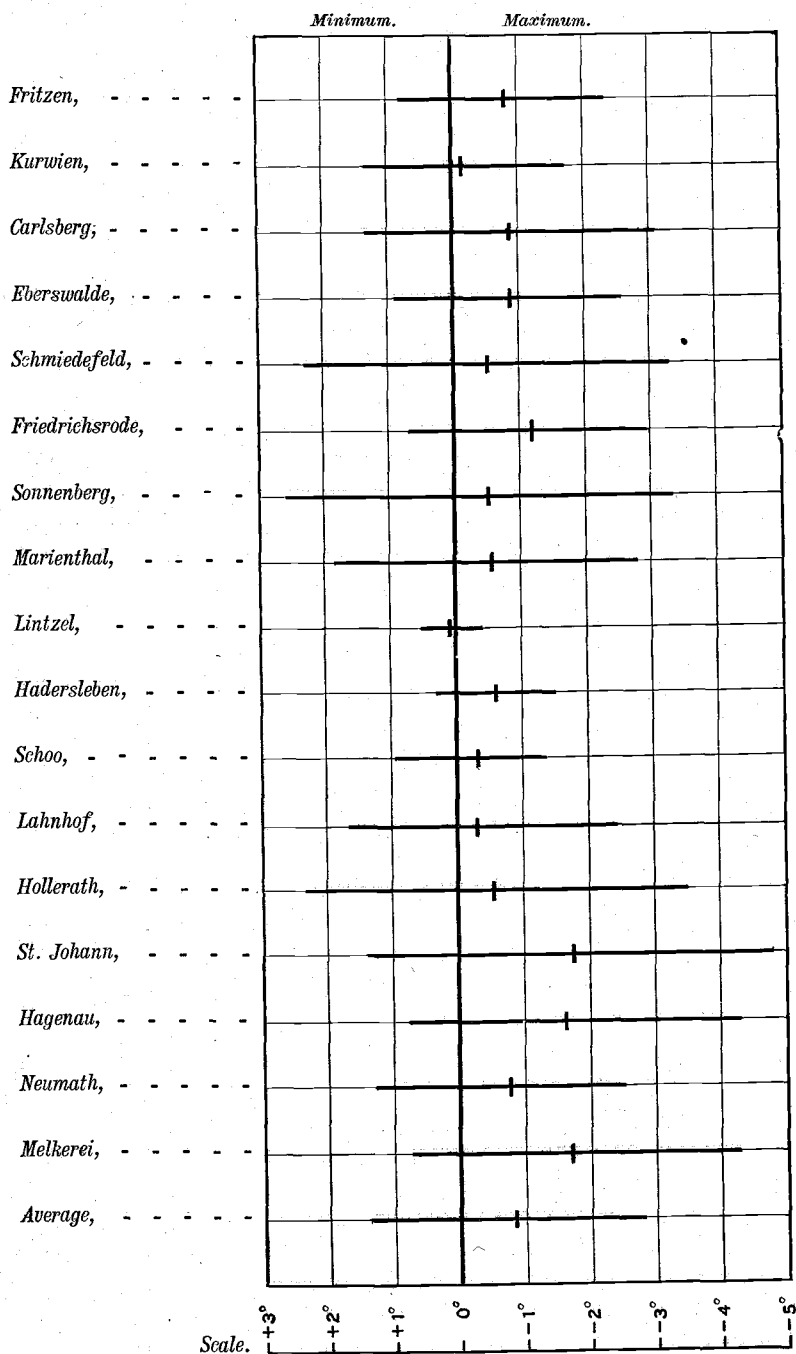 Minimum. Maximum.
Fritzen, - - - - -
Kurwien, - - - - -
Carlsberg, - - - - -
Eberswalde, - - - -
Schmiedefeld, - - - -
Friedrichsrode, - - -
Sonnenberg, - - - -
Marienthal, - - - -
Lintzel, - - - - -
Hadersleben, - - - -
Schoo, - - - - - -
Lahnhof, - - - - -
Hollerath, - - - - -
St. Johann, - - - -
Hagenau, - - - - -
Neumath, - - - - -
Melkerei, - - - - -
Average, - - - - -
Scale. +3° +2° +1° 0° -1° -2° -3° -4° -5°